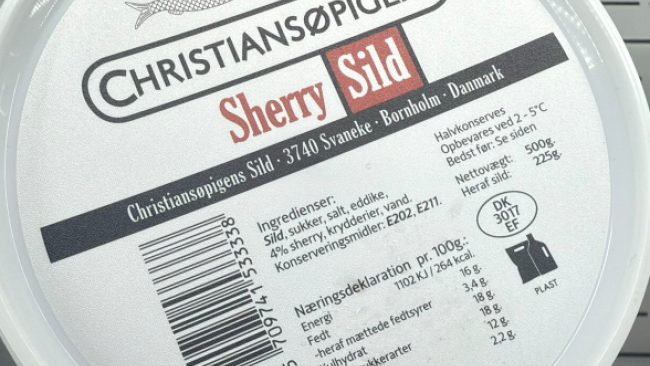 CHRISTIANSØPIGEN
Sherry Sild
Christiansøpigens Sild · 3740 Svaneke · Bornholm · Danmark
Halvkonserves
Opbevares ved 2 - 5°C
Bedst før: Se siden
Nettovægt: 500g.
Heraf sild: 225g.
DK
3017
EF
PLAST
Ingredienser:
Sild, sukker, salt, eddike,
4% sherry, krydderier, vand.
Konserveringsmidler: E202, E211.
Næringsdeklaration pr. 100g.:
Energi 1102 KJ / 264 kcal.
Fedt 16 g.
-heraf mættede fedtsyrer 3,4 g.
18 g.
18 g.
12 g.
2,2 g.
709741 533338